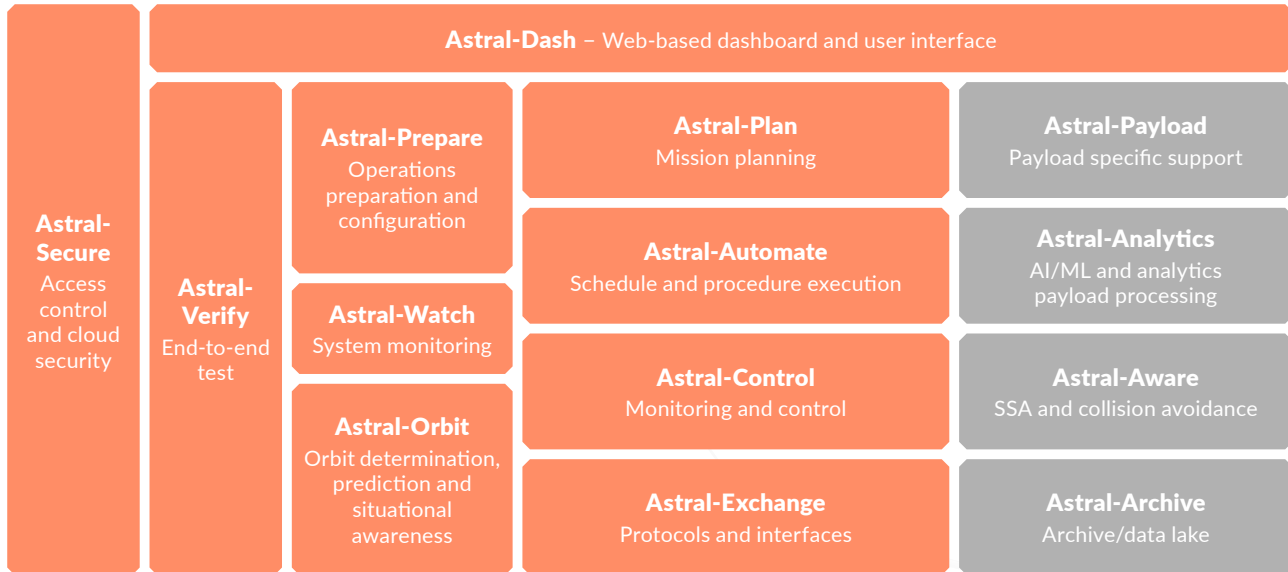 Astral-Dash – Web-based dashboard and user interface
Astral-
Secure
Access
control
and cloud
security
Astral-
Verify
End-to-end
test
Astral-Prepare
Operations
preparation and
configuration
Astral-Watch
System monitoring
Astral-Orbit
Orbit determination,
prediction and
situational
awareness
Astral-Plan
Mission planning
Astral-Automate
Schedule and procedure execution
Astral-Control
Monitoring and control
Astral-Exchange
Protocols and interfaces
Astral-Payload
Payload specific support
Astral-Analytics
AI/ML and analytics
payload processing
Astral-Aware
SSA and collision avoidance
Astral-Archive
Archive/data lake